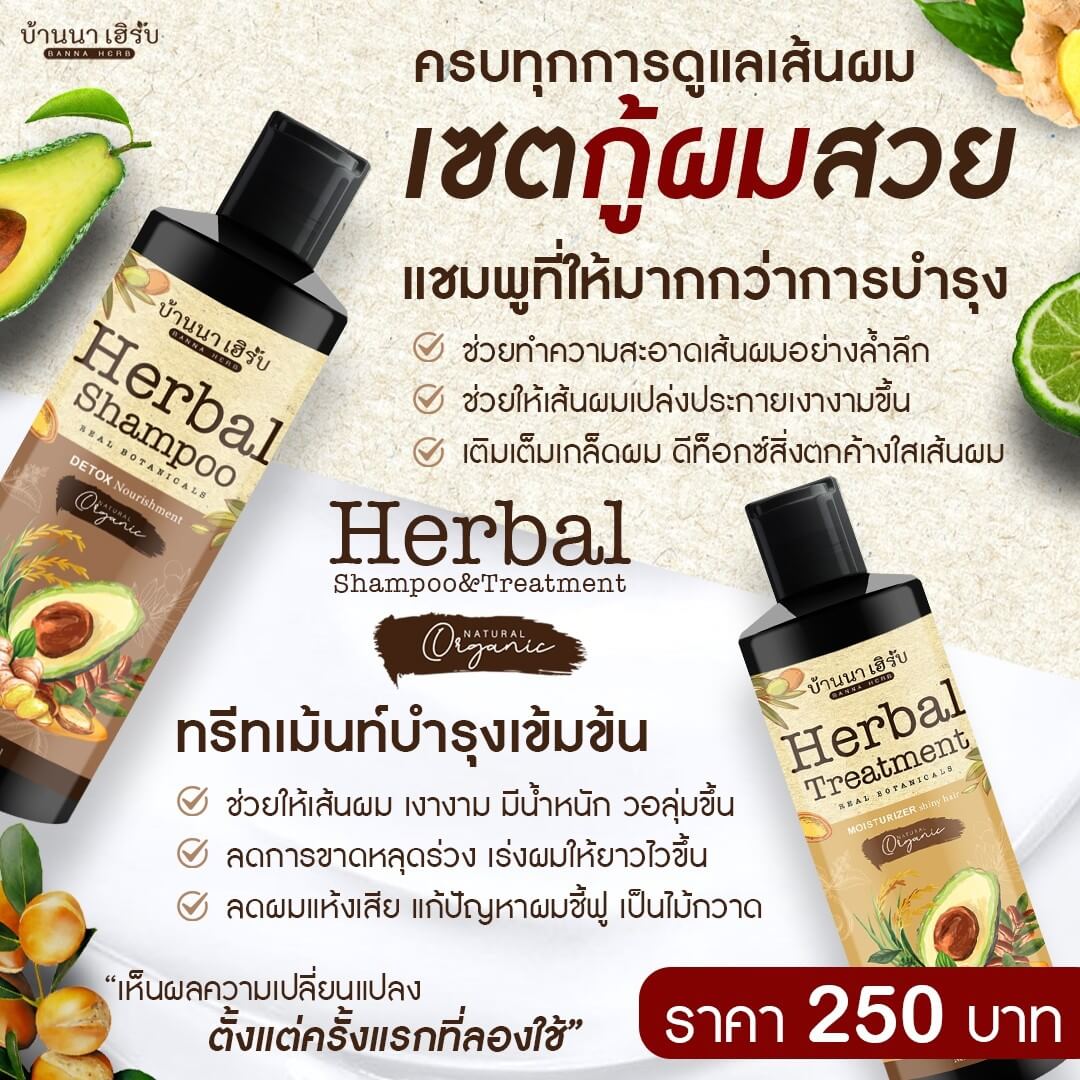 บ้านนา เฮิร์บ
BANNA HERB
ครบทุกการดูแลเส้นผม
เซตกู้ผมสวย
แชมพูที่ให้มากกว่าการบำรุง
ช่วยทำความสะอาดเส้นผมอย่างล้ำลึก
ช่วยให้เส้นผมเปล่งประกายเงางามขึ้น
เติมเต็มเกล็ดผม ดีท็อกซ์สิ่งตกค้างใสเส้นผม
บ้านนา เฮิร์บ
BANNA HERB
Herbal
Shampoo
REAL BOTANICALS
DETOX Nourishment
NATURAL
Organic
Herbal
Shampoo&Treatment
NATURAL
Organic
ทรีทเม้นท์บำรุงเข้มข้น
ช่วยให้เส้นผม เงางาม มีน้ำหนัก วอลุ่มขึ้น
ลดการขาดหลุดร่วง เร่งผมให้ยาวไวขึ้น
ลดผมแห้งเสีย แก้ปัญหาผมชี้ฟู เป็นไม้กวาด
บ้านนา เฮิร์บ
BANNA HERB
Herbal
Treatment
REAL BOTANICALS
MOISTURIZER shiny hair
NATURAL
Organic
“เห็นผลความเปลี่ยนแปลง
ตั้งแต่ครั้งแรกที่ลองใช้”
ราคา 250 บาท